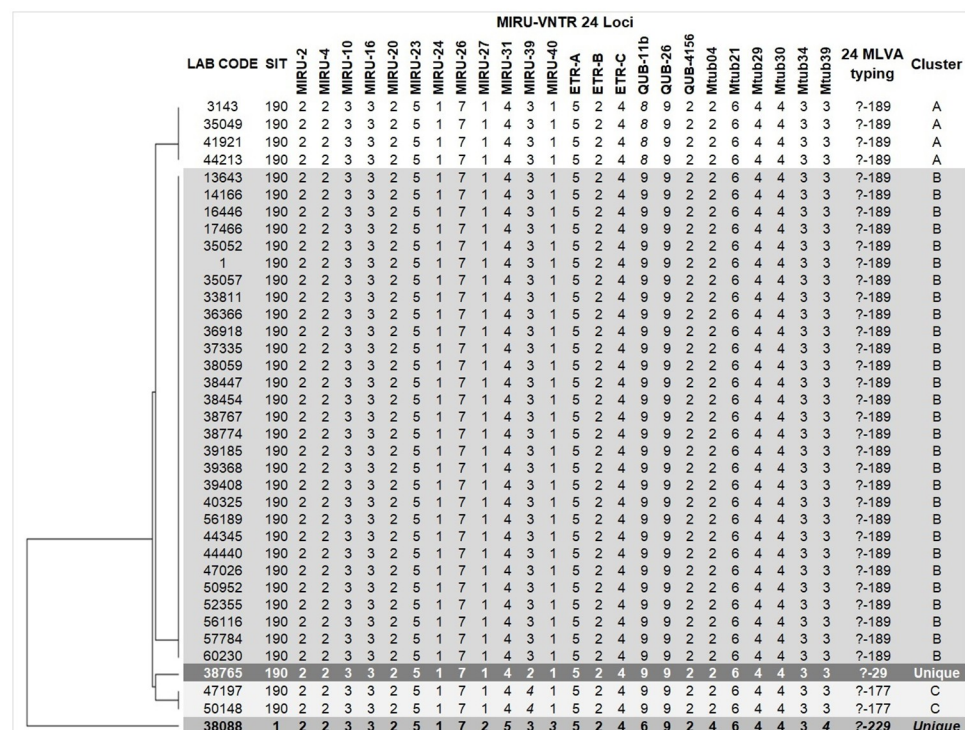 MIRU-VNTR 24 Loci
LAB CODE SIT MIRU-2 MIRU-4 MIRU-10 MIRU-16 MIRU-20 MIRU-23 MIRU-24 MIRU-26 MIRU-27 MIRU-31 MIRU-39 MIRU-40 ETR-A ETR-B ETR-C QUB-11b QUB-26 QUB-4156 Mtub04 Mtub21 Mtub29 Mtub30 Mtub34 Mtub39 24 MLVA typing Cluster
3143 190 2 2 3 3 2 5 1 7 1 4 3 1 5 2 4 8 9 2 2 6 4 4 3 3 ?-189 A
35049 190 2 2 3 3 2 5 1 7 1 4 3 1 5 2 4 8 9 2 2 6 4 4 3 3 ?-189 A
41921 190 2 2 3 3 2 5 1 7 1 4 3 1 5 2 4 8 9 2 2 6 4 4 3 3 ?-189 A
44213 190 2 2 3 3 2 5 1 7 1 4 3 1 5 2 4 8 9 2 2 6 4 4 3 3 ?-189 A
13643 190 2 2 3 3 2 5 1 7 1 4 3 1 5 2 4 9 9 2 2 6 4 4 3 3 ?-189 B
14166 190 2 2 3 3 2 5 1 7 1 4 3 1 5 2 4 9 9 2 2 6 4 4 3 3 ?-189 B
16446 190 2 2 3 3 2 5 1 7 1 4 3 1 5 2 4 9 9 2 2 6 4 4 3 3 ?-189 B
17466 190 2 2 3 3 2 5 1 7 1 4 3 1 5 2 4 9 9 2 2 6 4 4 3 3 ?-189 B
35052 190 2 2 3 3 2 5 1 7 1 4 3 1 5 2 4 9 9 2 2 6 4 4 3 3 ?-189 B
1 190 2 2 3 3 2 5 1 7 1 4 3 1 5 2 4 9 9 2 2 6 4 4 3 3 ?-189 B
35057 190 2 2 3 3 2 5 1 7 1 4 3 1 5 2 4 9 9 2 2 6 4 4 3 3 ?-189 B
33811 190 2 2 3 3 2 5 1 7 1 4 3 1 5 2 4 9 9 2 2 6 4 4 3 3 ?-189 B
36366 190 2 2 3 3 2 5 1 7 1 4 3 1 5 2 4 9 9 2 2 6 4 4 3 3 ?-189 B
36918 190 2 2 3 3 2 5 1 7 1 4 3 1 5 2 4 9 9 2 2 6 4 4 3 3 ?-189 B
37335 190 2 2 3 3 2 5 1 7 1 4 3 1 5 2 4 9 9 2 2 6 4 4 3 3 ?-189 B
38059 190 2 2 3 3 2 5 1 7 1 4 3 1 5 2 4 9 9 2 2 6 4 4 3 3 ?-189 B
38447 190 2 2 3 3 2 5 1 7 1 4 3 1 5 2 4 9 9 2 2 6 4 4 3 3 ?-189 B
38454 190 2 2 3 3 2 5 1 7 1 4 3 1 5 2 4 9 9 2 2 6 4 4 3 3 ?-189 B
38767 190 2 2 3 3 2 5 1 7 1 4 3 1 5 2 4 9 9 2 2 6 4 4 3 3 ?-189 B
38774 190 2 2 3 3 2 5 1 7 1 4 3 1 5 2 4 9 9 2 2 6 4 4 3 3 ?-189 B
39185 190 2 2 3 3 2 5 1 7 1 4 3 1 5 2 4 9 9 2 2 6 4 4 3 3 ?-189 B
39368 190 2 2 3 3 2 5 1 7 1 4 3 1 5 2 4 9 9 2 2 6 4 4 3 3 ?-189 B
39408 190 2 2 3 3 2 5 1 7 1 4 3 1 5 2 4 9 9 2 2 6 4 4 3 3 ?-189 B
40325 190 2 2 3 3 2 5 1 7 1 4 3 1 5 2 4 9 9 2 2 6 4 4 3 3 ?-189 B
56189 190 2 2 3 3 2 5 1 7 1 4 3 1 5 2 4 9 9 2 2 6 4 4 3 3 ?-189 B
44345 190 2 2 3 3 2 5 1 7 1 4 3 1 5 2 4 9 9 2 2 6 4 4 3 3 ?-189 B
44440 190 2 2 3 3 2 5 1 7 1 4 3 1 5 2 4 9 9 2 2 6 4 4 3 3 ?-189 B
47026 190 2 2 3 3 2 5 1 7 1 4 3 1 5 2 4 9 9 2 2 6 4 4 3 3 ?-189 B
50952 190 2 2 3 3 2 5 1 7 1 4 3 1 5 2 4 9 9 2 2 6 4 4 3 3 ?-189 B
52355 190 2 2 3 3 2 5 1 7 1 4 3 1 5 2 4 9 9 2 2 6 4 4 3 3 ?-189 B
56116 190 2 2 3 3 2 5 1 7 1 4 3 1 5 2 4 9 9 2 2 6 4 4 3 3 ?-189 B
57784 190 2 2 3 3 2 5 1 7 1 4 3 1 5 2 4 9 9 2 2 6 4 4 3 3 ?-189 B
60230 190 2 2 3 3 2 5 1 7 1 4 3 1 5 2 4 9 9 2 2 6 4 4 3 3 ?-189 B
38765 190 2 2 3 3 2 5 1 7 1 4 2 1 5 2 4 9 9 2 2 6 4 4 3 3 ?-29 Unique
47197 190 2 2 3 3 2 5 1 7 1 4 4 1 5 2 4 9 9 2 2 6 4 4 3 3 ?-177 C
50148 190 2 2 3 3 2 5 1 7 1 4 4 1 5 2 4 9 9 2 2 6 4 4 3 3 ?-177 C
38088 1 2 2 3 3 2 5 1 7 2 5 3 3 5 2 4 6 9 2 4 6 4 4 3 4 ?-229 Unique